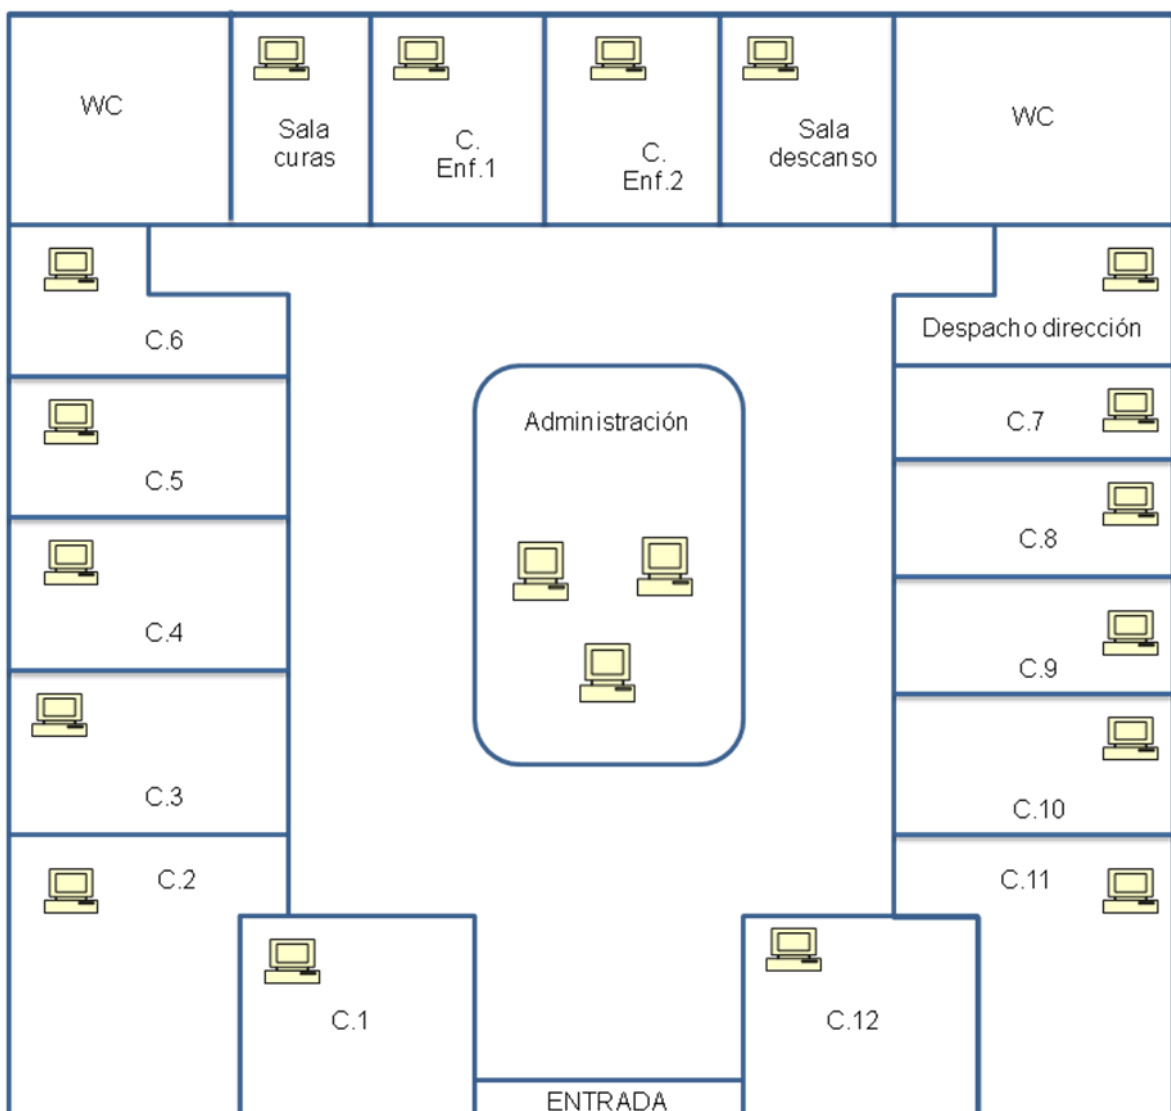 WC
Sala
curas
C.
Enf.1
C.
Enf.2
Sala
descanso
WC
C.6
Despacho dirección
C.5
Administración
C.7
C.4
C.8
C.3
C.9
C.10
C.2
C.11
C.1
C.12
ENTRADA